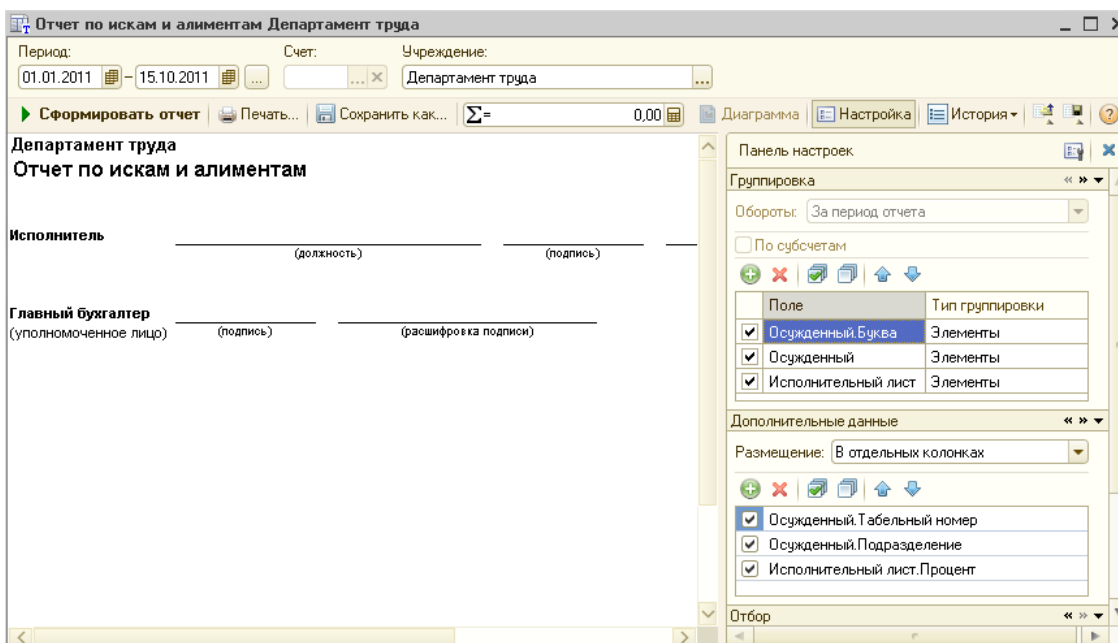 Отчет по искам и алиментам Департамент труда
Период: Счет: Учреждение:
01.01.2011 – 15.10.2011 ... ... Департамент труда ...
Сформировать отчет Печать... Сохранить как... Σ= 0,00 Диаграмма Настройка История
Департамент труда
Отчет по искам и алиментам
Исполнитель
(должность) (подпись)
Главный бухгалтер
(уполномоченное лицо) (подпись) (расшифровка подписи)
Панель настроек
Группировка
Обороты: За период отчета
По субсчетам
Поле Тип группировки
Осужденный.Буква Элементы
Осужденный Элементы
Исполнительный лист Элементы
Дополнительные данные
Размещение: В отдельных колонках
Осужденный.Табельный номер
Осужденный.Подразделение
Исполнительный лист.Процент
Отбор